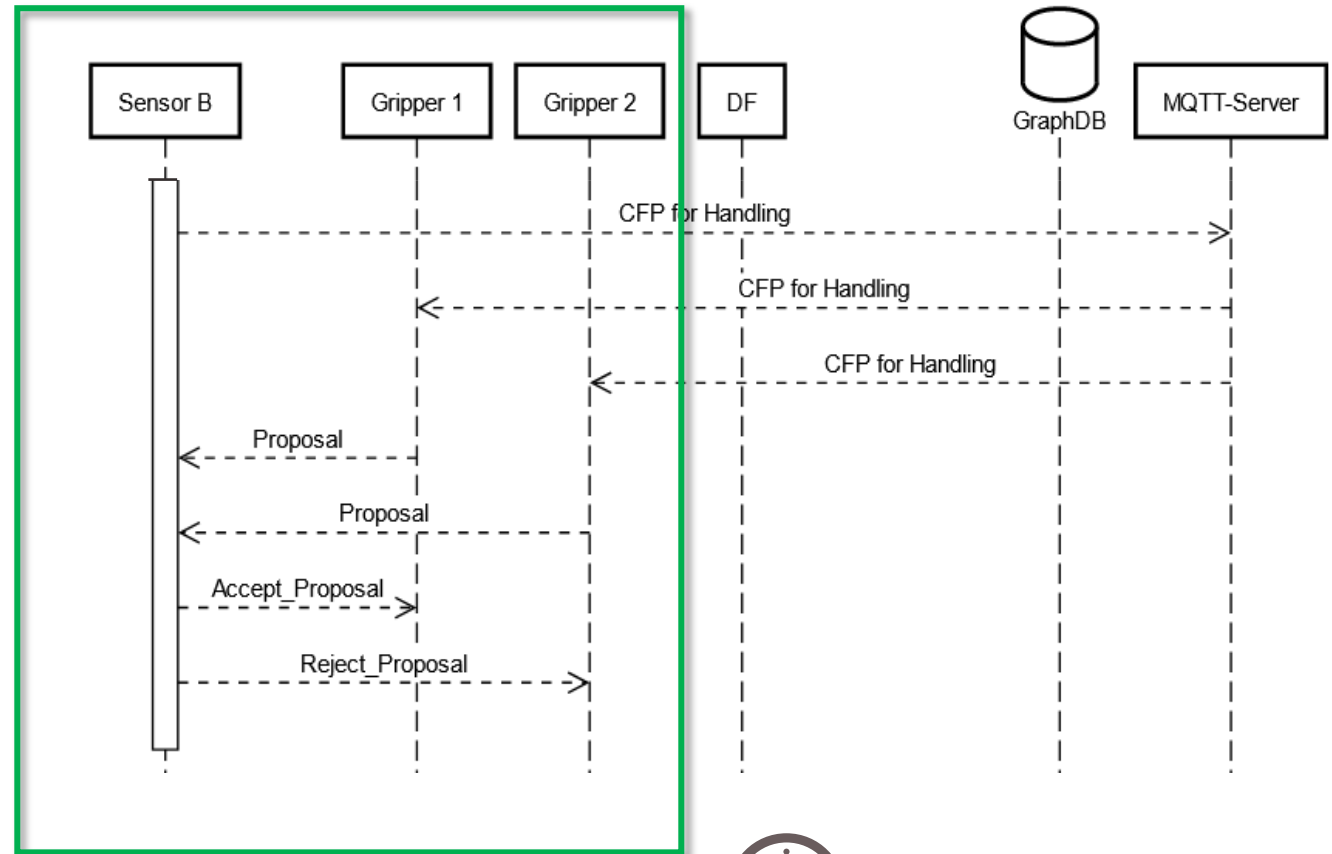 Sensor B
Gripper 1
Gripper 2
DF
GraphDB
MQTT-Server
CFP for Handling
CFP for Handling
CFP for Handling
Proposal
Proposal
Accept_Proposal
Reject_Proposal